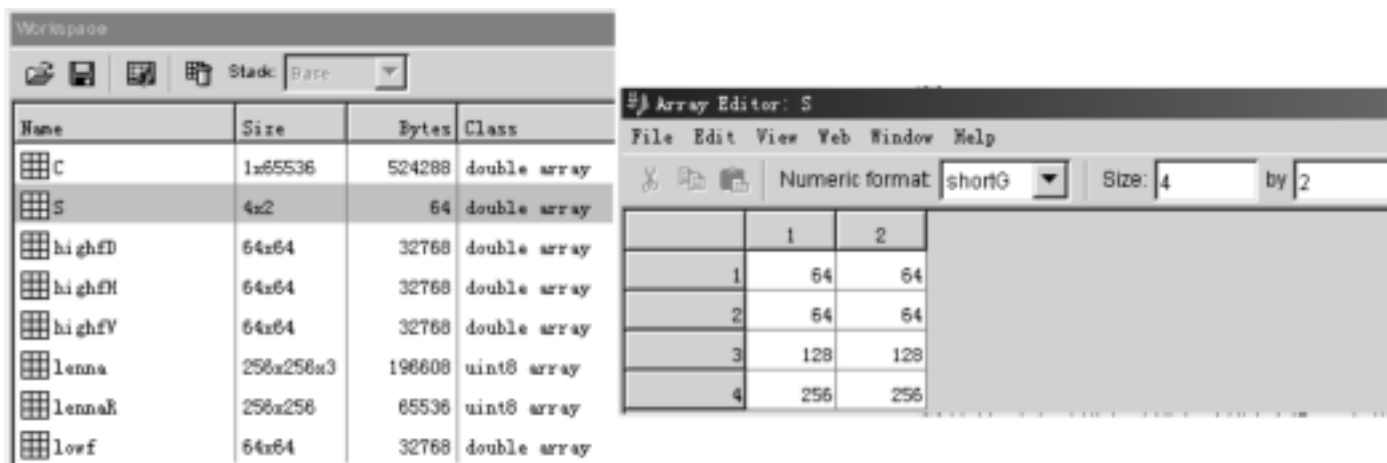 Workspace
Stack: Base
Name Size Bytes Class
C 1x65536 524288 double array
S 4x2 64 double array
highfD 64x64 32768 double array
highfH 64x64 32768 double array
highfV 64x64 32768 double array
lenna 256x256x3 196608 uint8 array
lennaR 256x256 65536 uint8 array
lowf 64x64 32768 double array
Array Editor: S
File Edit View Web Window Help
Numeric format: shortG Size: 4 by 2
1 2
1 64 64
2 64 64
3 128 128
4 256 256